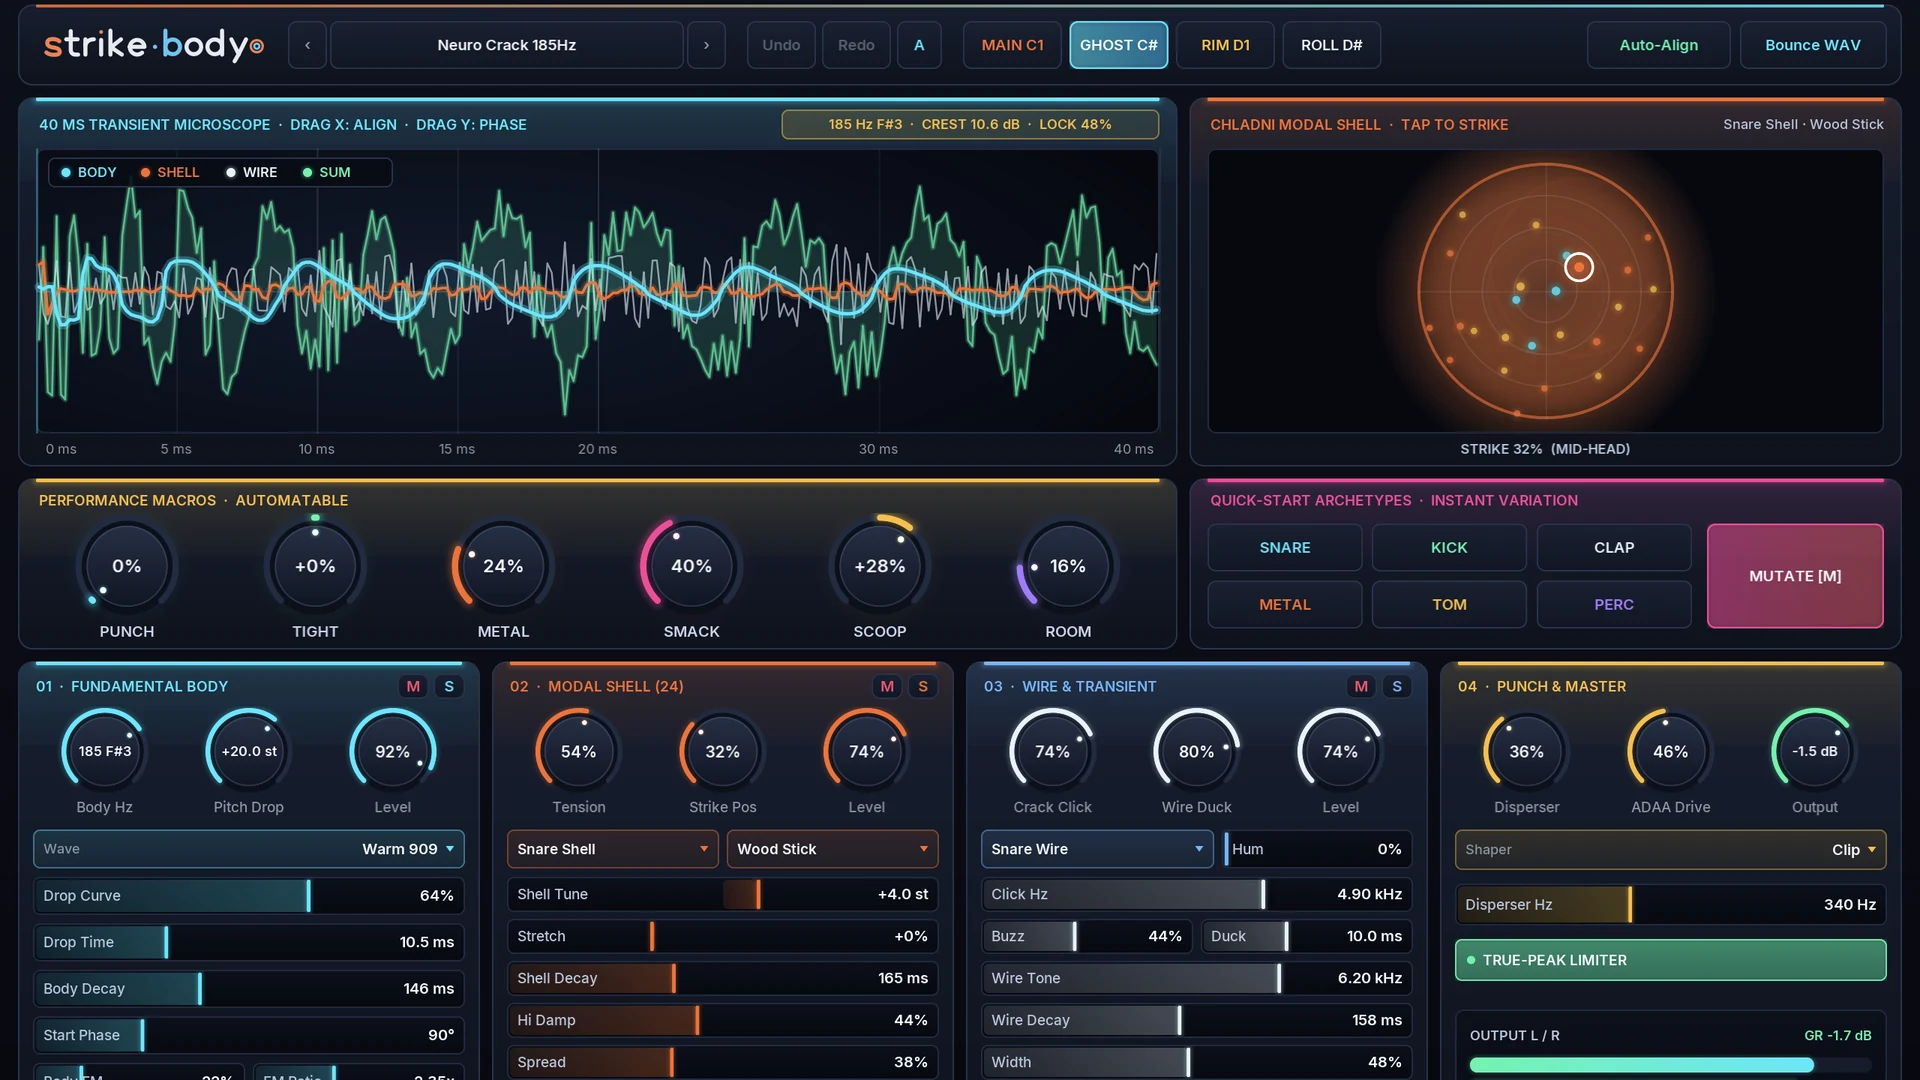 strike·body
‹
Neuro Crack 185Hz
›
Undo
Redo
A
MAIN C1
GHOST C#
RIM D1
ROLL D#
Auto-Align
Bounce WAV
40 MS TRANSIENT MICROSCOPE · DRAG X: ALIGN · DRAG Y: PHASE
185 Hz F#3 · CREST 10.6 dB · LOCK 48%
BODY
SHELL
WIRE
SUM
0 ms
5 ms
10 ms
15 ms
20 ms
30 ms
40 ms
CHLADNI MODAL SHELL · TAP TO STRIKE
Snare Shell · Wood Stick
STRIKE 32% (MID-HEAD)
PERFORMANCE MACROS · AUTOMATABLE
0%
+0%
24%
40%
+28%
16%
PUNCH
TIGHT
METAL
SMACK
SCOOP
ROOM
QUICK-START ARCHETYPES · INSTANT VARIATION
SNARE
KICK
CLAP
METAL
TOM
PERC
MUTATE [M]
01 · FUNDAMENTAL BODY
M
S
185 F#3
+20.0 st
92%
Body Hz
Pitch Drop
Level
Wave
Warm 909
Drop Curve
64%
Drop Time
10.5 ms
Body Decay
146 ms
Start Phase
90°
02 · MODAL SHELL (24)
M
S
54%
32%
74%
Tension
Strike Pos
Level
Snare Shell
Wood Stick
Shell Tune
+4.0 st
Stretch
+0%
Shell Decay
165 ms
Hi Damp
44%
Spread
38%
03 · WIRE & TRANSIENT
M
S
74%
80%
74%
Crack Click
Wire Duck
Level
Snare Wire
Hum
0%
Click Hz
4.90 kHz
Buzz
44%
Duck
10.0 ms
Wire Tone
6.20 kHz
Wire Decay
158 ms
Width
48%
04 · PUNCH & MASTER
36%
46%
-1.5 dB
Disperser
ADAA Drive
Output
Shaper
Clip
Disperser Hz
340 Hz
TRUE-PEAK LIMITER
OUTPUT L / R
GR -1.7 dB